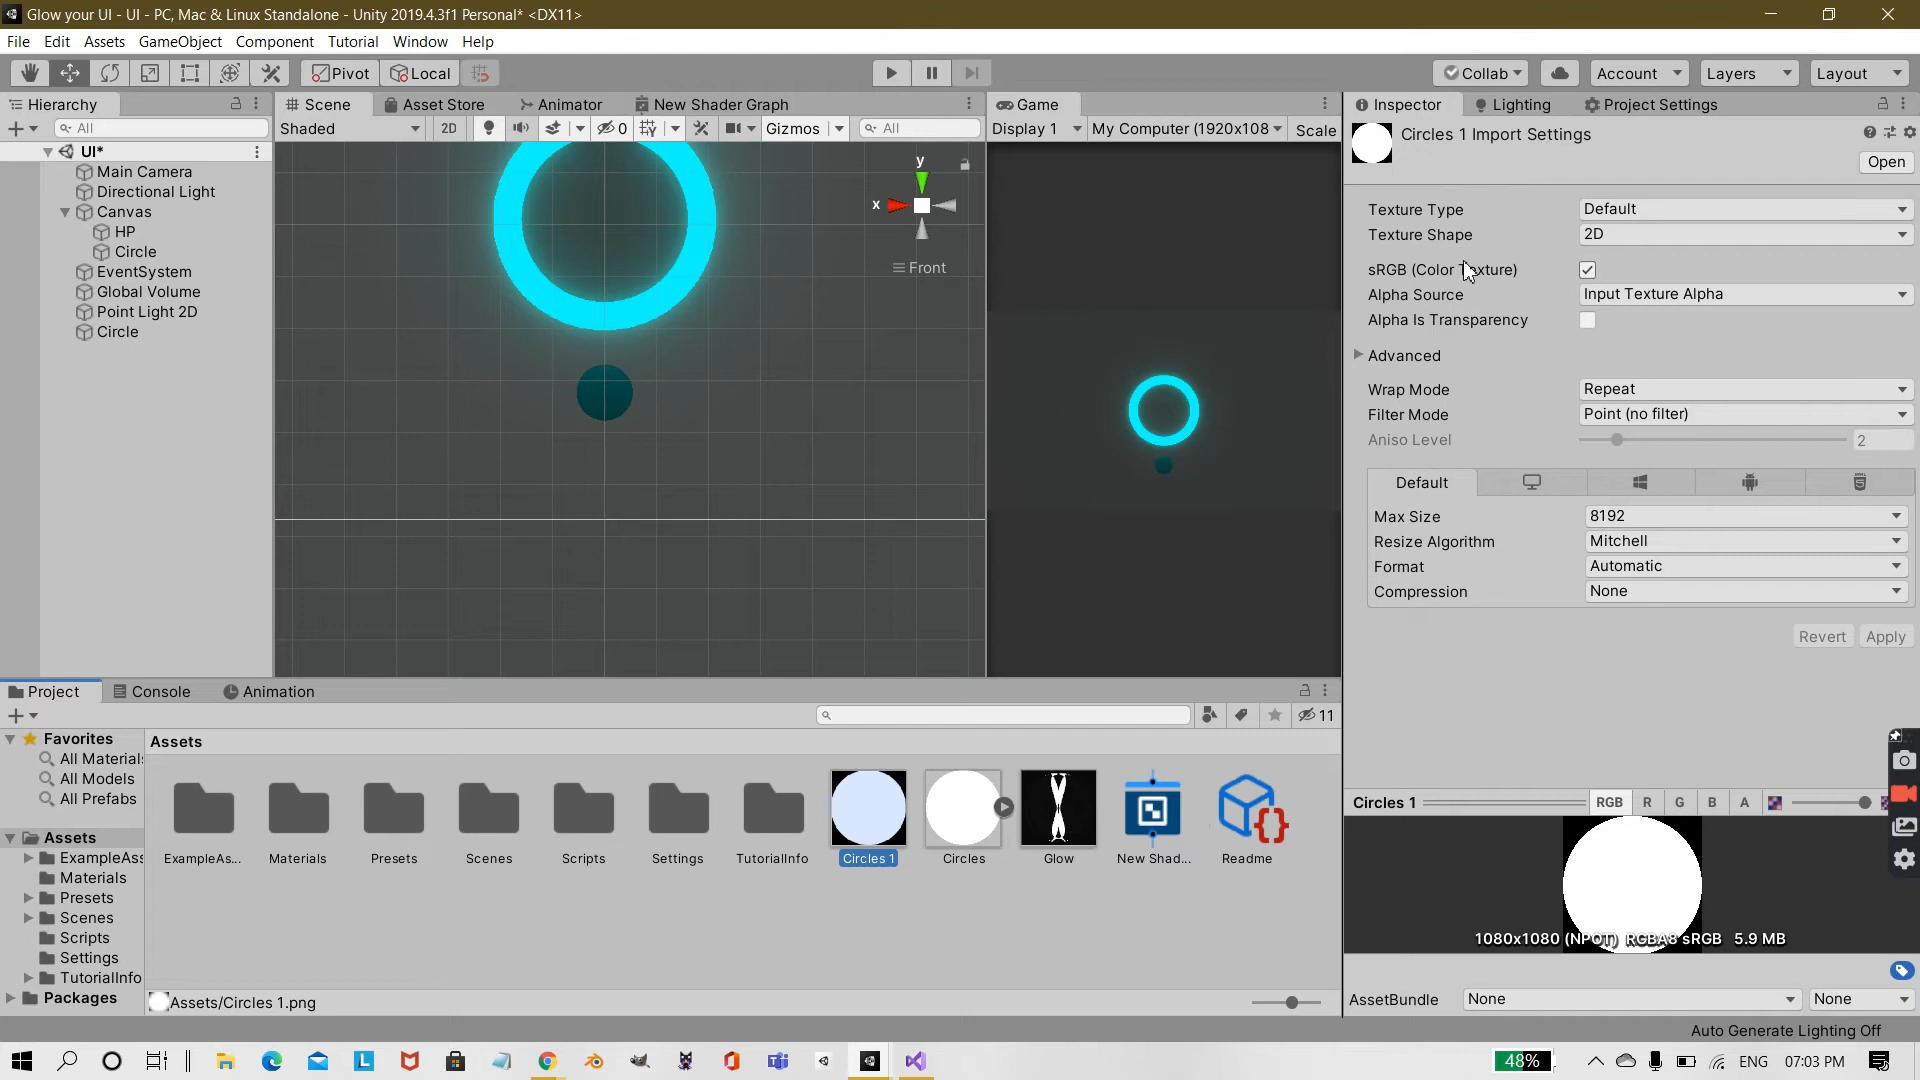 Glow your UI - UI - PC, Mac & Linux Standalone - Unity 2019.4.3f1 Personal* <DX11>
File Edit Assets GameObject Component Tutorial Window Help
Pivot Local Collab Account Layers Layout
Hierarchy
All
UI*
Main Camera
Directional Light
Canvas
HP
Circle
EventSystem
Global Volume
Point Light 2D
Circle
Scene Asset Store Animator New Shader Graph
Shaded 2D 0 Gizmos All
y
x
Front
Game
Display 1 My Computer (1920x108 Scale
Inspector Lighting Project Settings
Circles 1 Import Settings
Open
Texture Type Default
Texture Shape 2D
sRGB (Color Texture)
Alpha Source Input Texture Alpha
Alpha Is Transparency
Advanced
Wrap Mode Repeat
Filter Mode Point (no filter)
Aniso Level 2
Default
Max Size 8192
Resize Algorithm Mitchell
Format Automatic
Compression None
Revert Apply
Project Console Animation
11
Favorites
All Material
All Models
All Prefabs
Assets
ExampleAss
Materials
Presets
Scenes
Scripts
Settings
TutorialInfo
Packages
Assets
ExampleAs... Materials Presets Scenes Scripts Settings TutorialInfo Circles 1 Circles Glow New Shad... Readme
Assets/Circles 1.png
Circles 1 RGB R G B A
1080x1080 (NPOT) RGBA8 sRGB 5.9 MB
AssetBundle None None
Auto Generate Lighting Off
48% ENG 07:03 PM